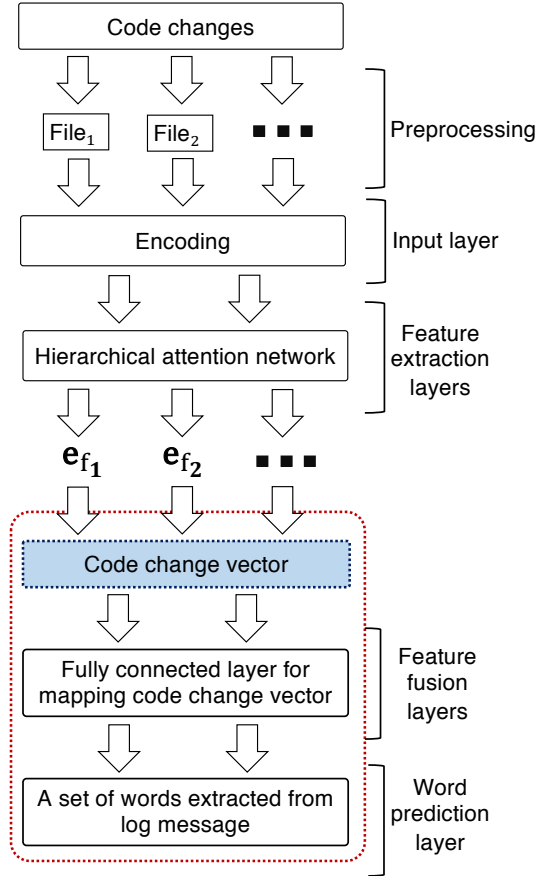 Code changes
File₁
File₂
Preprocessing
Encoding
Input layer
Hierarchical attention network
Feature
extraction
layers
e_f₁
e_f₂
Code change vector
Fully connected layer for
mapping code change vector
Feature
fusion
layers
A set of words extracted from
log message
Word
prediction
layer